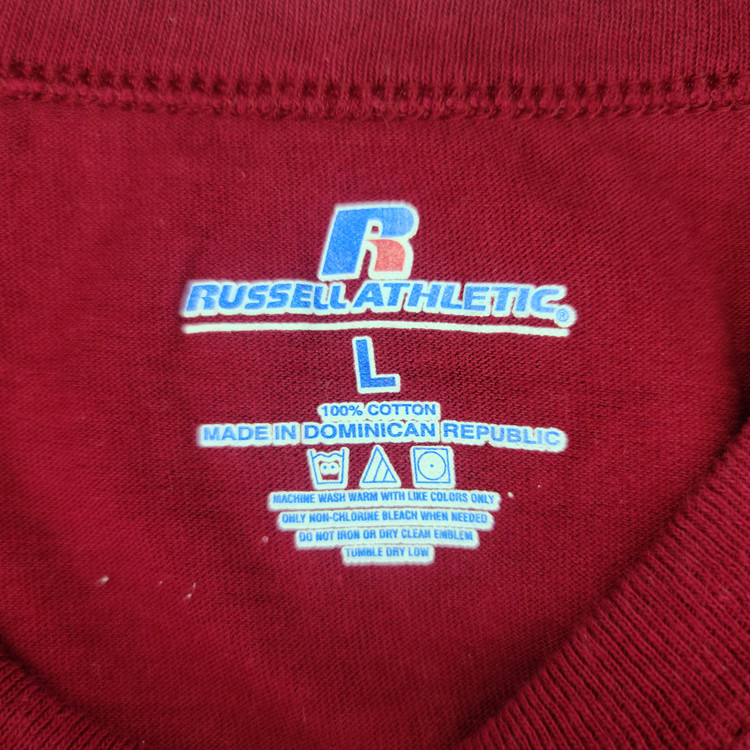 R
RUSSELL ATHLETIC®
L
100% COTTON
MADE IN DOMINICAN REPUBLIC
MACHINE WASH WARM WITH LIKE COLORS ONLY
ONLY NON-CHLORINE BLEACH WHEN NEEDED
DO NOT IRON OR DRY CLEAN EMBLEM
TUMBLE DRY LOW